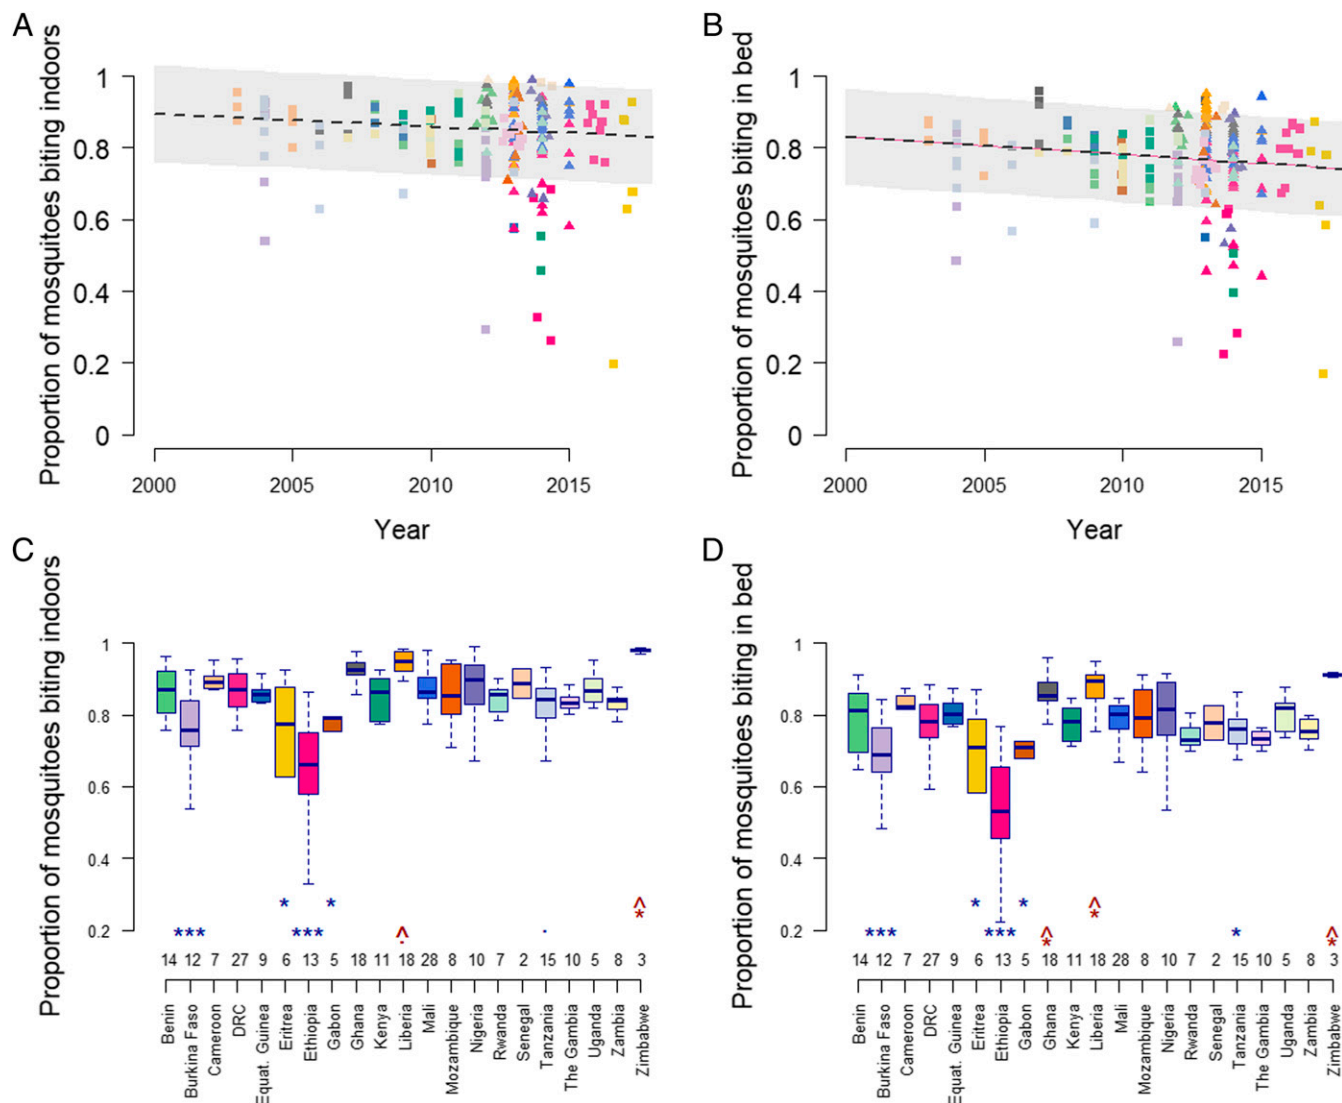 A
Proportion of mosquitoes biting indoors
1
0.8
0.6
0.4
0.2
0
2000 2005 2010 2015
Year
B
Proportion of mosquitoes biting in bed
1
0.8
0.6
0.4
0.2
0
2000 2005 2010 2015
Year
C
Proportion of mosquitoes biting indoors
1
0.8
0.6
0.4
0.2
* * ^
*
*** *** ^
. .
14 12 7 27 9 6 13 5 18 11 18 28 8 10 7 2 15 10 5 8 3
Benin
Burkina Faso
Cameroon
DRC
Equat. Guinea
Eritrea
Ethiopia
Gabon
Ghana
Kenya
Liberia
Mali
Mozambique
Nigeria
Rwanda
Senegal
Tanzania
The Gambia
Uganda
Zambia
Zimbabwe
D
Proportion of mosquitoes biting in bed
1
0.8
0.6
0.4
0.2
* * ^
*
*** *** ^ * ^
* *
14 12 7 27 9 6 13 5 18 11 18 28 8 10 7 2 15 10 5 8 3
Benin
Burkina Faso
Cameroon
DRC
Equat. Guinea
Eritrea
Ethiopia
Gabon
Ghana
Kenya
Liberia
Mali
Mozambique
Nigeria
Rwanda
Senegal
Tanzania
The Gambia
Uganda
Zambia
Zimbabwe